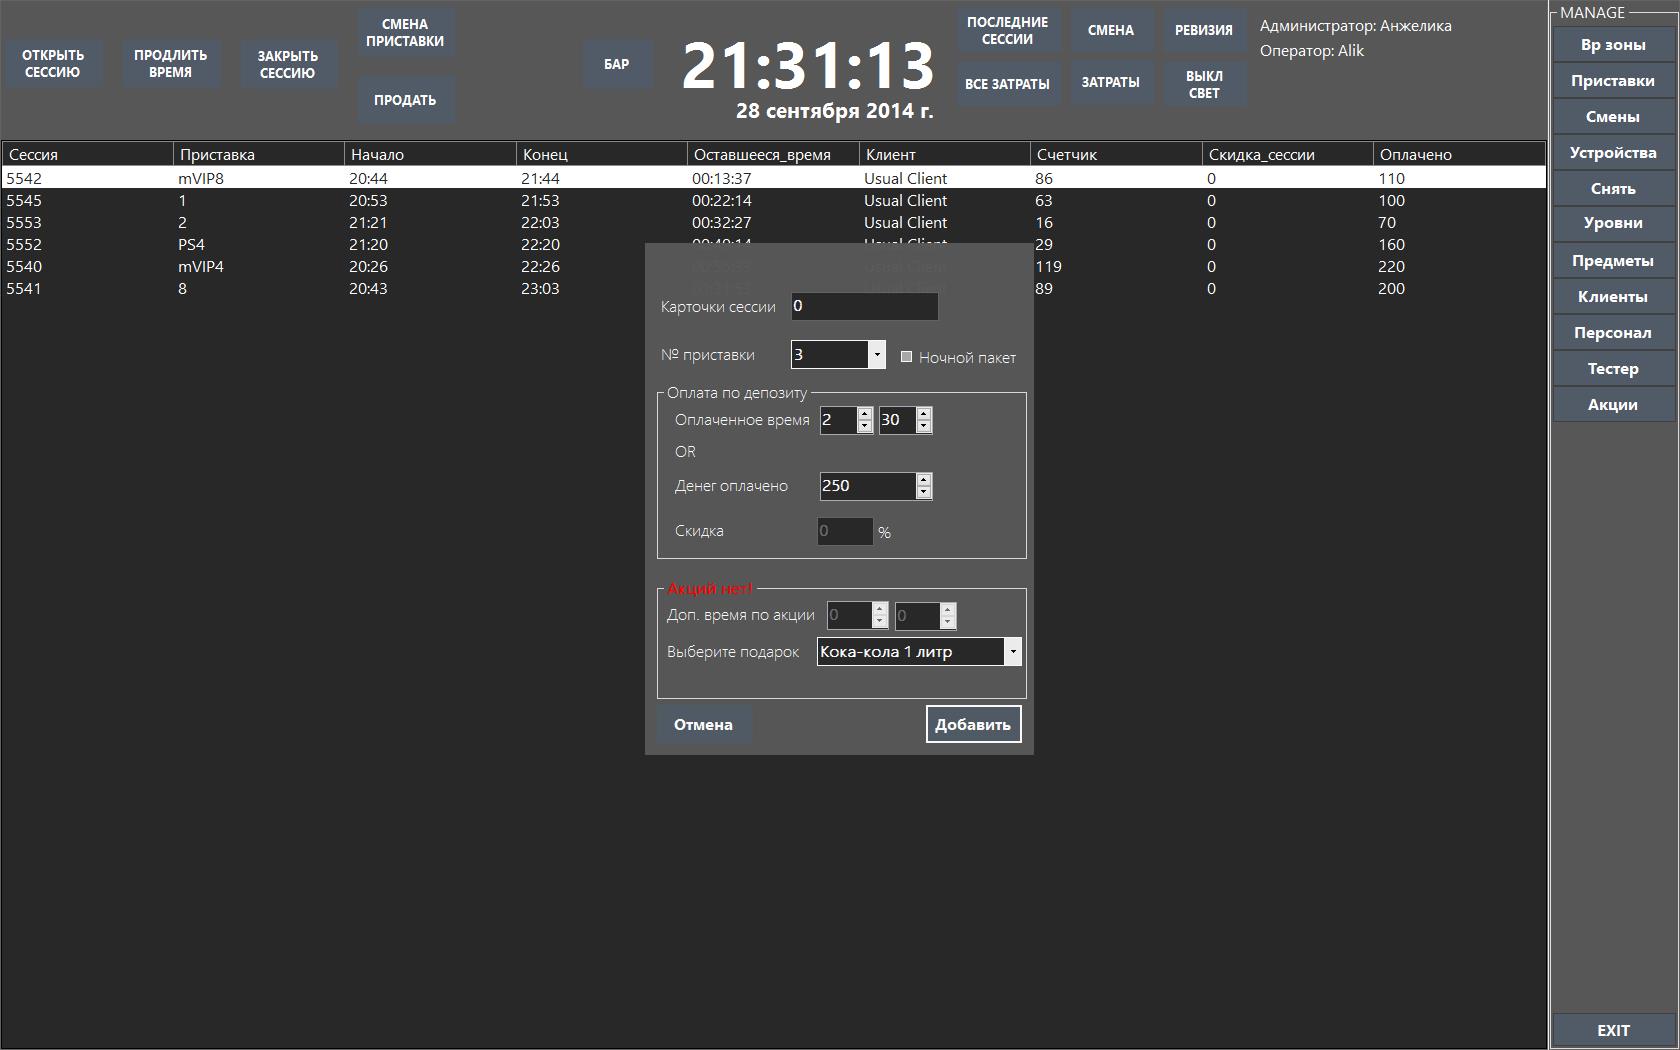 ОТКРЫТЬ
СЕССИЮ
ПРОДЛИТЬ
ВРЕМЯ
ЗАКРЫТЬ
СЕССИЮ
СМЕНА
ПРИСТАВКИ
ПРОДАТЬ
БАР
21:31:13
28 сентября 2014 г.
ПОСЛЕДНИЕ
СЕССИИ
СМЕНА
РЕВИЗИЯ
ВСЕ ЗАТРАТЫ
ЗАТРАТЫ
ВЫКЛ
СВЕТ
Администратор: Анжелика
Оператор: Alik
Сессия Приставка Начало Конец Оставшееся_время Клиент Счетчик Скидка_сессии Оплачено
5542 mVIP8 20:44 21:44 00:13:37 Usual Client 86 0 110
5545 1 20:53 21:53 00:22:14 Usual Client 63 0 100
5553 2 21:21 22:03 00:32:27 Usual Client 16 0 70
5552 PS4 21:20 22:20 Usual Client 29 0 160
5540 mVIP4 20:26 22:26 Usual Client 119 0 220
5541 8 20:43 23:03 89 0 200
Карточки сессии 0
№ приставки 3 Ночной пакет
Оплата по депозиту
Оплаченное время 2 30
OR
Денег оплачено 250
Скидка 0 %
Акций нет!
Доп. время по акции 0 0
Выберите подарок Кока-кола 1 литр
Отмена Добавить
MANAGE
Вр зоны
Приставки
Смены
Устройства
Снять
Уровни
Предметы
Клиенты
Персонал
Тестер
Акции
EXIT